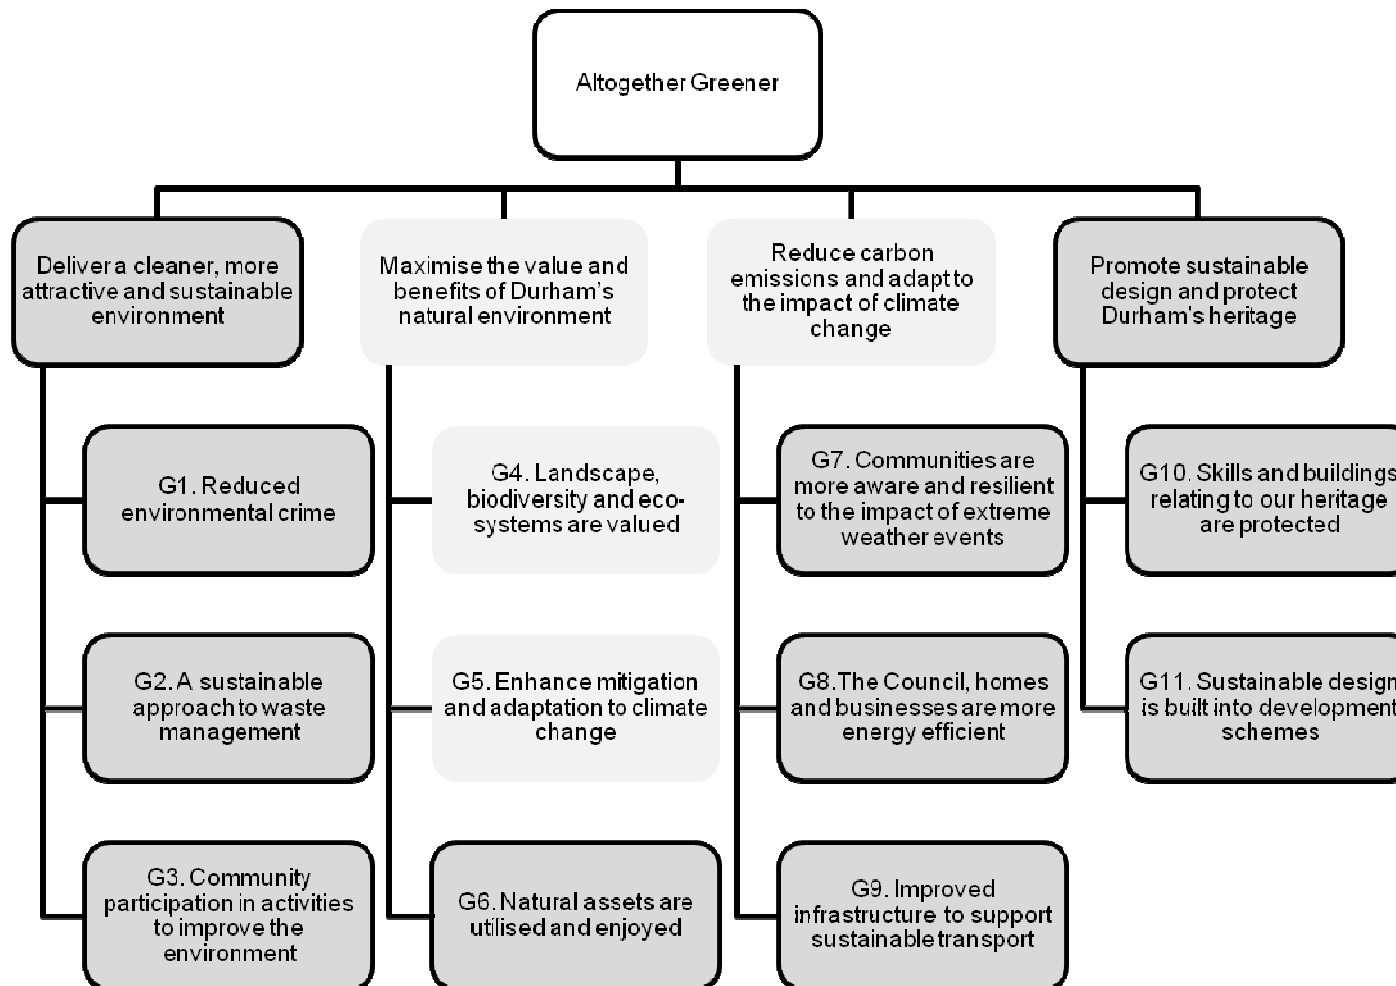 Altogether Greener
Deliver a cleaner, more
attractive and sustainable
environment
Maximise the value and
benefits of Durham's
natural environment
Reduce carbon
emissions and adapt to
the impact of climate
change
Promote sustainable
design and protect
Durham's heritage
G1. Reduced
environmental crime
G4. Landscape,
biodiversity and eco-
systems are valued
G7. Communities are
more aware and resilient
to the impact of extreme
weather events
G10. Skills and buildings
relating to our heritage
are protected
G2. A sustainable
approach to waste
management
G5. Enhance mitigation
and adaptation to climate
change
G8. The Council, homes
and businesses are more
energy efficient
G11. Sustainable design
is built into development
schemes
G3. Community
participation in activities
to improve the
environment
G6. Natural assets are
utilised and enjoyed
G9. Improved
infrastructure to support
sustainable transport